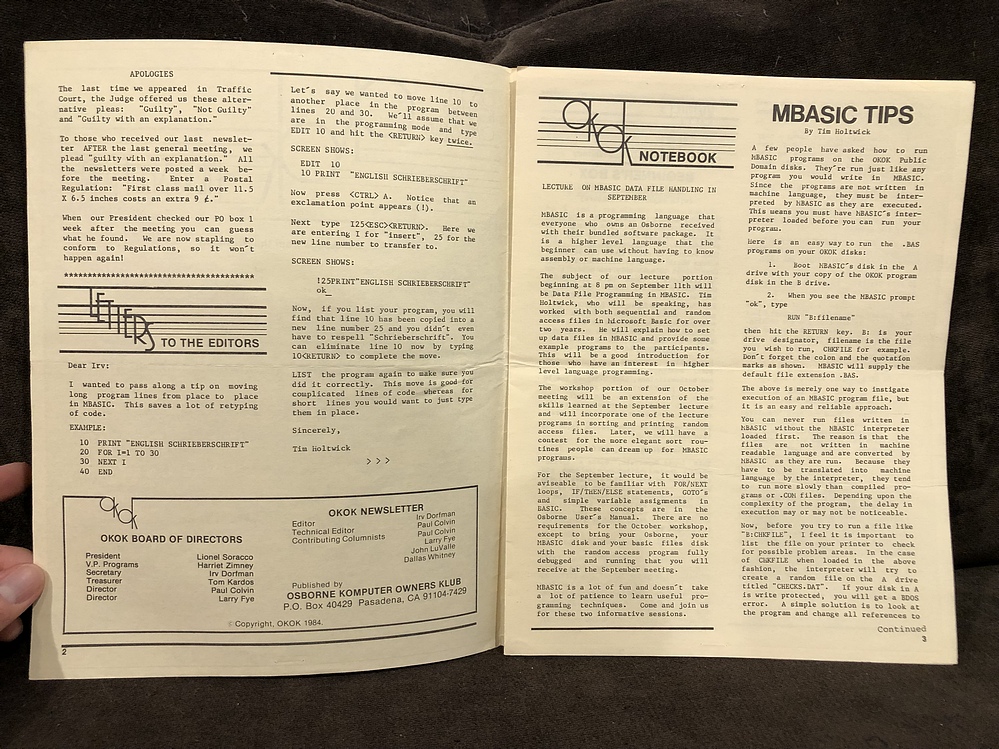 APOLOGIES
The last time we appeared in Traffic
Court, the Judge offered us these alter-
native pleas: "Guilty", "Not Guilty"
and "Guilty with an explanation."
To those who received our last newslet-
ter AFTER the last general meeting, we
plead "guilty with an explanation." All
the newsletters were posted a week be-
fore the meeting. Enter a Postal
Regulation: "First class mail over 11.5
X 6.5 inches costs an extra 9 ¢."
When our President checked our PO box 1
week after the meeting you can guess
what he found. We are now stapling to
conform to Regulations, so it won't
happen again!
****************************************
LETTERS
TO THE EDITORS
Dear Irv:
I wanted to pass along a tip on moving
long program lines from place to place
in MBASIC. This saves a lot of retyping
of code.
EXAMPLE:
10 PRINT "ENGLISH SCHRIEBERSCHRIFT"
20 FOR I=1 TO 30
30 NEXT I
40 END
Let's say we wanted to move line 10 to
another place in the program between
lines 20 and 30. We'll assume that we
are in the programming mode and type
EDIT 10 and hit the <RETURN> key twice.
SCREEN SHOWS:
EDIT 10
10 PRINT "ENGLISH SCHRIEBERSCHRIFT"
Now press <CTRL> A. Notice that an
exclamation point appears (!).
Next type I25<ESC><RETURN>. Here we
are entering I for "insert", 25 for the
new line number to transfer to.
SCREEN SHOWS:
!25PRINT"ENGLISH SCHRIEBERSCHRIFT"
ok_
Now, if you list your program, you will
find that line 10 has been copied into a
new line number 25 and you didn't even
have to respell "Schrieberschrift". You
can eliminate line 10 now by typing
10<RETURN> to complete the move.
LIST the program again to make sure you
did it correctly. This move is good for
complicated lines of code whereas for
short lines you would want to just type
them in place.
Sincerely,
Tim Holtwick
>>>
OKOK
OKOK BOARD OF DIRECTORS
President Lionel Soracco
V.P. Programs Harriet Zimney
Secretary Irv Dorfman
Treasurer Tom Kardos
Director Paul Colvin
Director Larry Fye
OKOK NEWSLETTER
Editor Irv Dorfman
Technical Editor Paul Colvin
Contributing Columnists Paul Colvin
Larry Fye
John LuValle
Dallas Whitney
Published by
OSBORNE KOMPUTER OWNERS KLUB
P.O. Box 40429 Pasadena, CA 91104-7429
©Copyright, OKOK 1984.
2
OKOK NOTEBOOK
LECTURE ON MBASIC DATA FILE HANDLING IN
SEPTEMBER
MBASIC is a programming language that
everyone who owns an Osborne received
with their bundled software package. It
is a higher level language that the
beginner can use without having to know
assembly or machine language.
The subject of our lecture portion
beginning at 8 pm on September 11th will
be Data File Programming in MBASIC. Tim
Holtwick, who will be speaking, has
worked with both sequential and random
access files in Microsoft Basic for over
two years. He will explain how to set
up data files in MBASIC and provide some
example programs to the participants.
This will be a good introduction for
those who have an interest in higher
level language programming.
The workshop portion of our October
meeting will be an extension of the
skills learned at the September lecture
and will incorporate one of the lecture
programs in sorting and printing random
access files. Later, we will have a
contest for the more elegant sort rou-
tines people can dream up for MBASIC
programs.
For the September lecture, it would be
aviseable to be familiar with FOR/NEXT
loops, IF/THEN/ELSE statements, GOTO's
and simple variable assignments in
BASIC. These concepts are in the
Osborne User's Manual. There are no
requirements for the October workshop,
except to bring your Osborne, your
MBASIC disk and your basic files disk
with the random access program fully
debugged and running that you will
receive at the September meeting.
MBASIC is a lot of fun and doesn't take
a lot of patience to learn useful pro-
gramming techniques. Come and join us
for these two informative sessions.
MBASIC TIPS
By Tim Holtwick
A few people have asked how to run
MBASIC programs on the OKOK Public
Domain disks. They're run just like any
program you would write in MBASIC.
Since the programs are not written in
machine language, they must be inter-
preted by MBASIC as they are executed.
This means you must have MBASIC's inter-
preter loaded before you can run your
program.
Here is an easy way to run the .BAS
programs on your OKOK disks:
1. Boot MBASIC's disk in the A
drive with your copy of the OKOK program
disk in the B drive.
2. When you see the MBASIC prompt
"ok", type
RUN "B:filename"
then hit the RETURN key. B: is your
drive designator, filename is the file
you wish to run, CHKFILE for example.
Don't forget the colon and the quotation
marks as shown. MBASIC will supply the
default file extension .BAS.
The above is merely one way to instigate
execution of an MBASIC program file, but
it is an easy and reliable approach.
You can never run files written in
MBASIC without the MBASIC interpreter
loaded first. The reason is that the
files are not written in machine
readable language and are converted by
MBASIC as they are run. Because they
have to be translated into machine
language by the interpreter, they tend
to run more slowly than compiled pro-
grams or .COM files. Depending upon the
complexity of the program, the delay in
execution may or may not be noticeable.
Now, before you try to run a file like
"B:CHKFILE", I feel it is important to
list the file on your printer to check
for possible problem areas. In the case
of CHKFILE when loaded in the above
fashion, the interpreter will try to
create a random file on the A drive
titled "CHECKS.DAT". If your disk in A
is write protected, you will get a BDOS
error. A simple solution is to look at
the program and change all references to
Continued
3